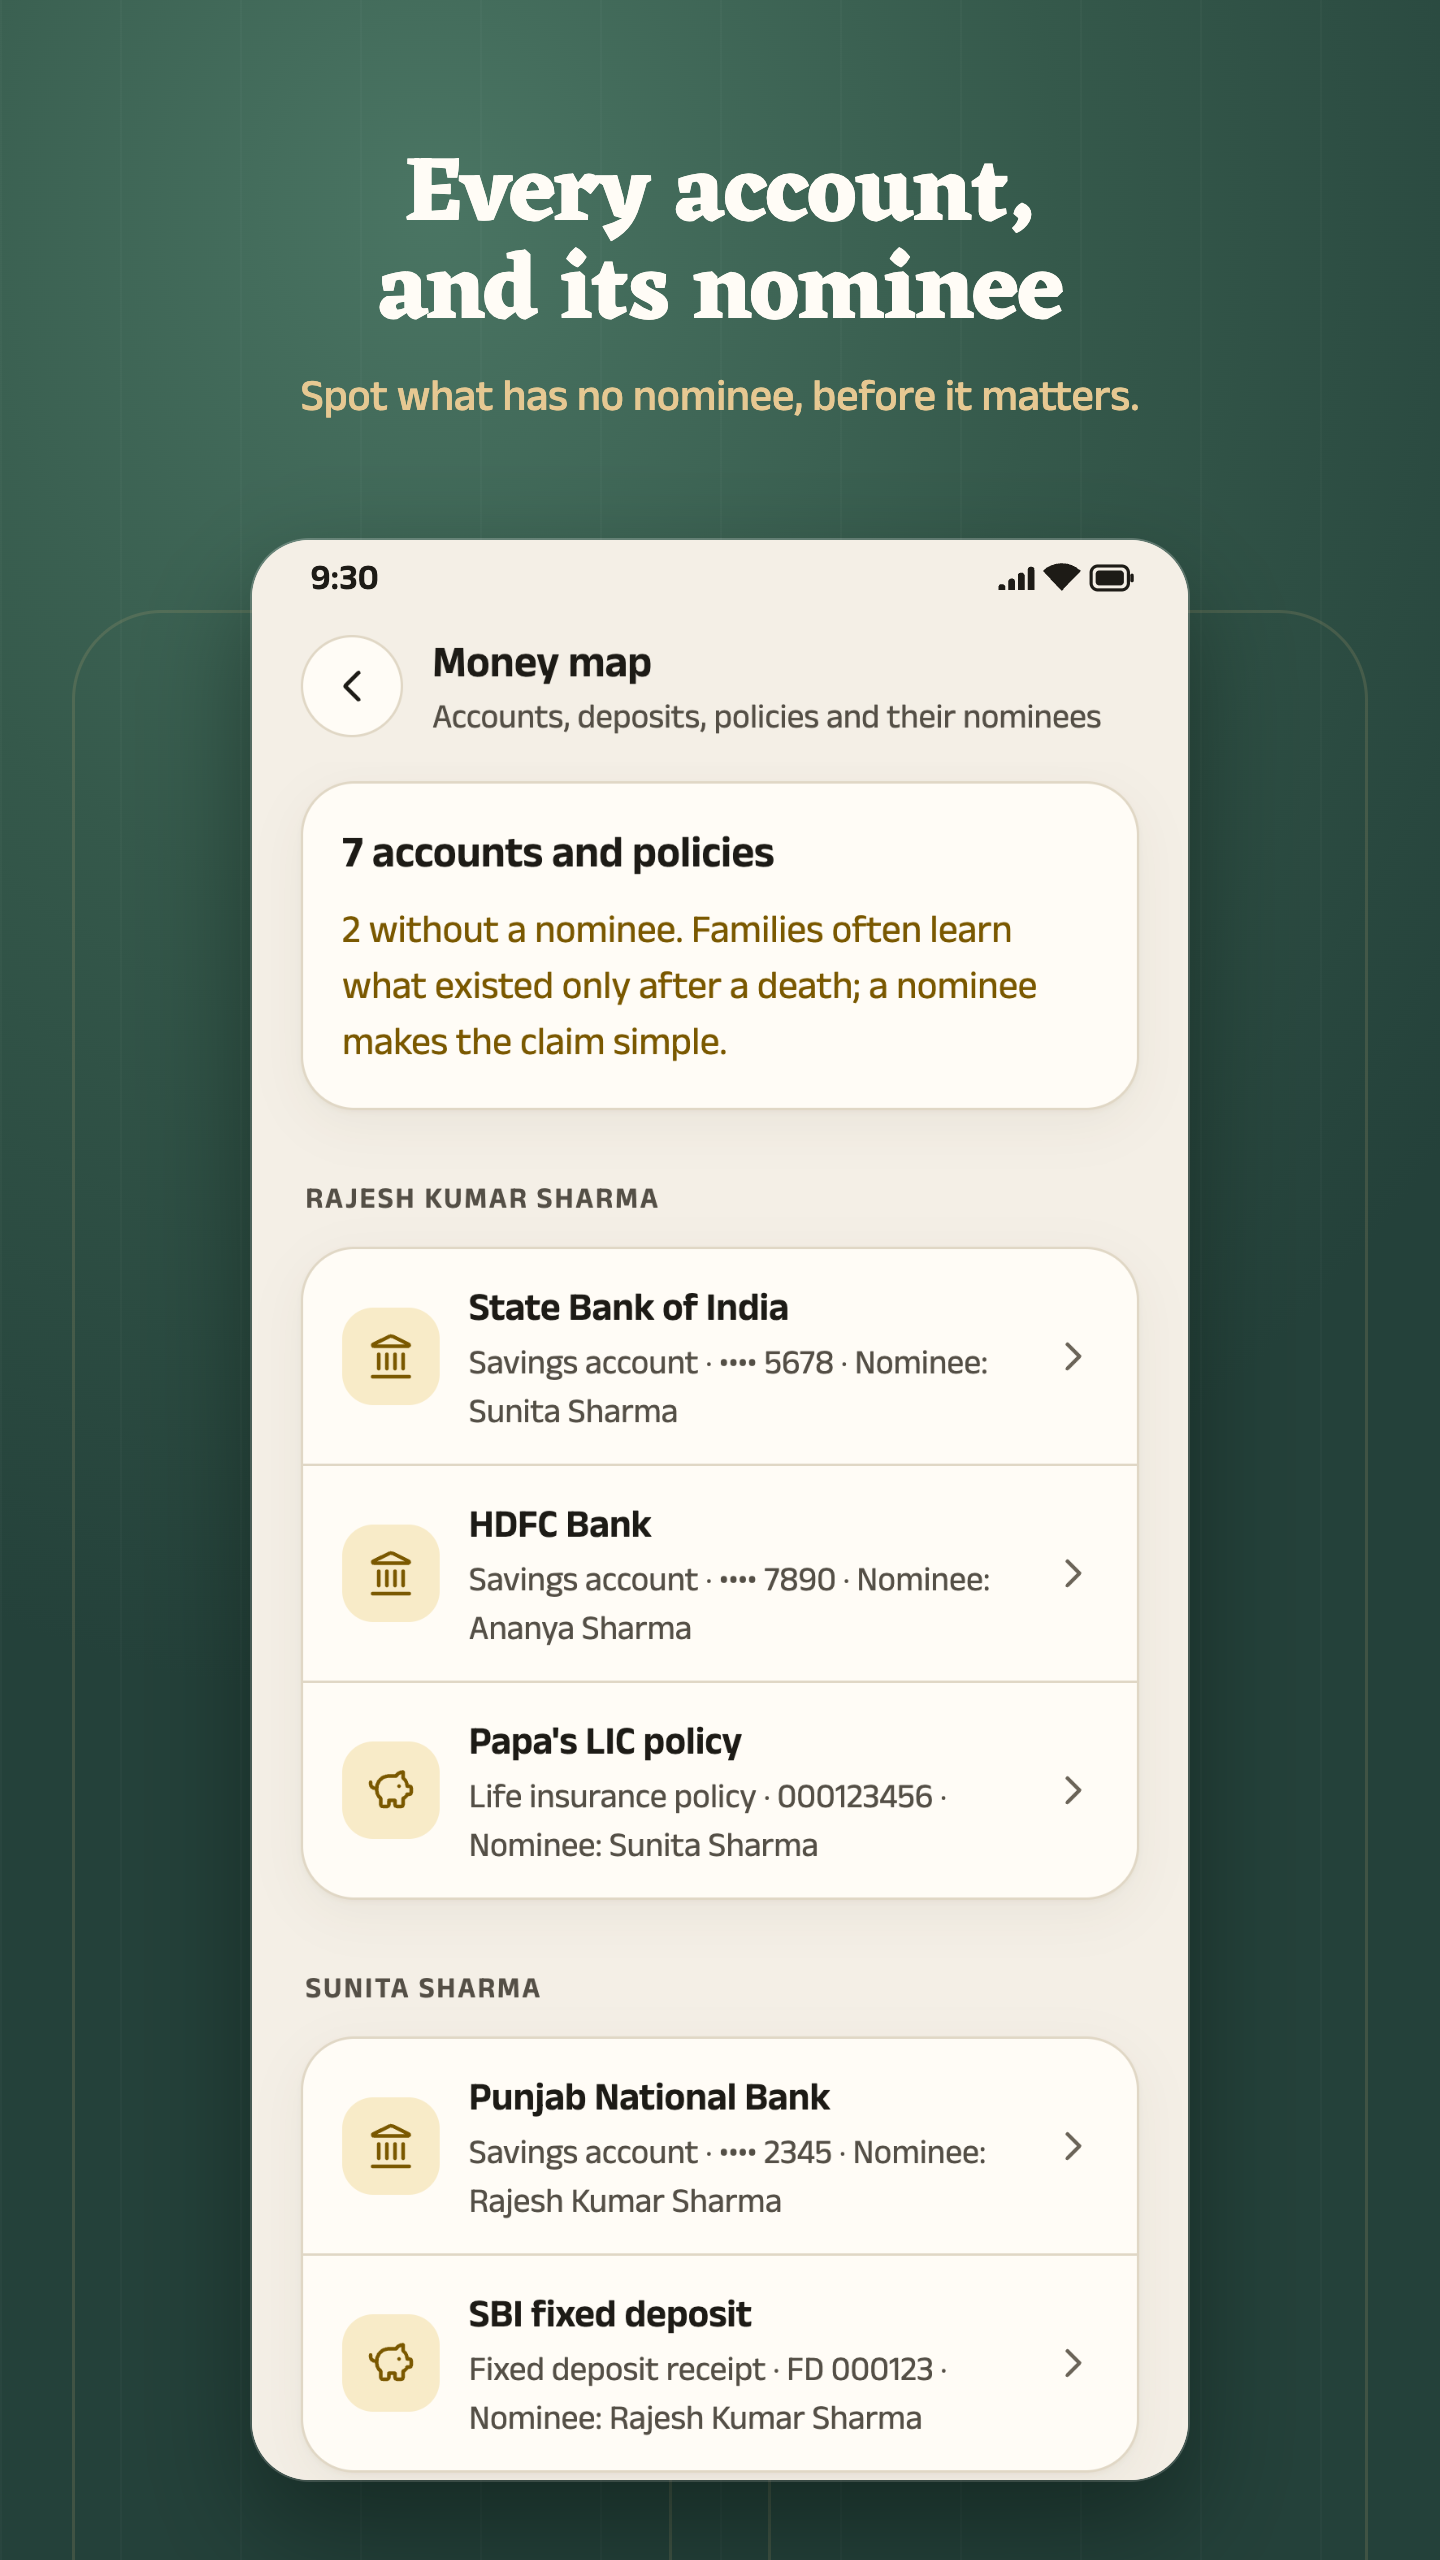 Every account,
and its nominee
Spot what has no nominee, before it matters.
9:30
Money map
Accounts, deposits, policies and their nominees
7 accounts and policies
2 without a nominee. Families often learn
what existed only after a death; a nominee
makes the claim simple.
RAJESH KUMAR SHARMA
State Bank of India
Savings account · •••• 5678 · Nominee:
Sunita Sharma
HDFC Bank
Savings account · •••• 7890 · Nominee:
Ananya Sharma
Papa's LIC policy
Life insurance policy · 000123456 ·
Nominee: Sunita Sharma
SUNITA SHARMA
Punjab National Bank
Savings account · •••• 2345 · Nominee:
Rajesh Kumar Sharma
SBI fixed deposit
Fixed deposit receipt · FD 000123 ·
Nominee: Rajesh Kumar Sharma